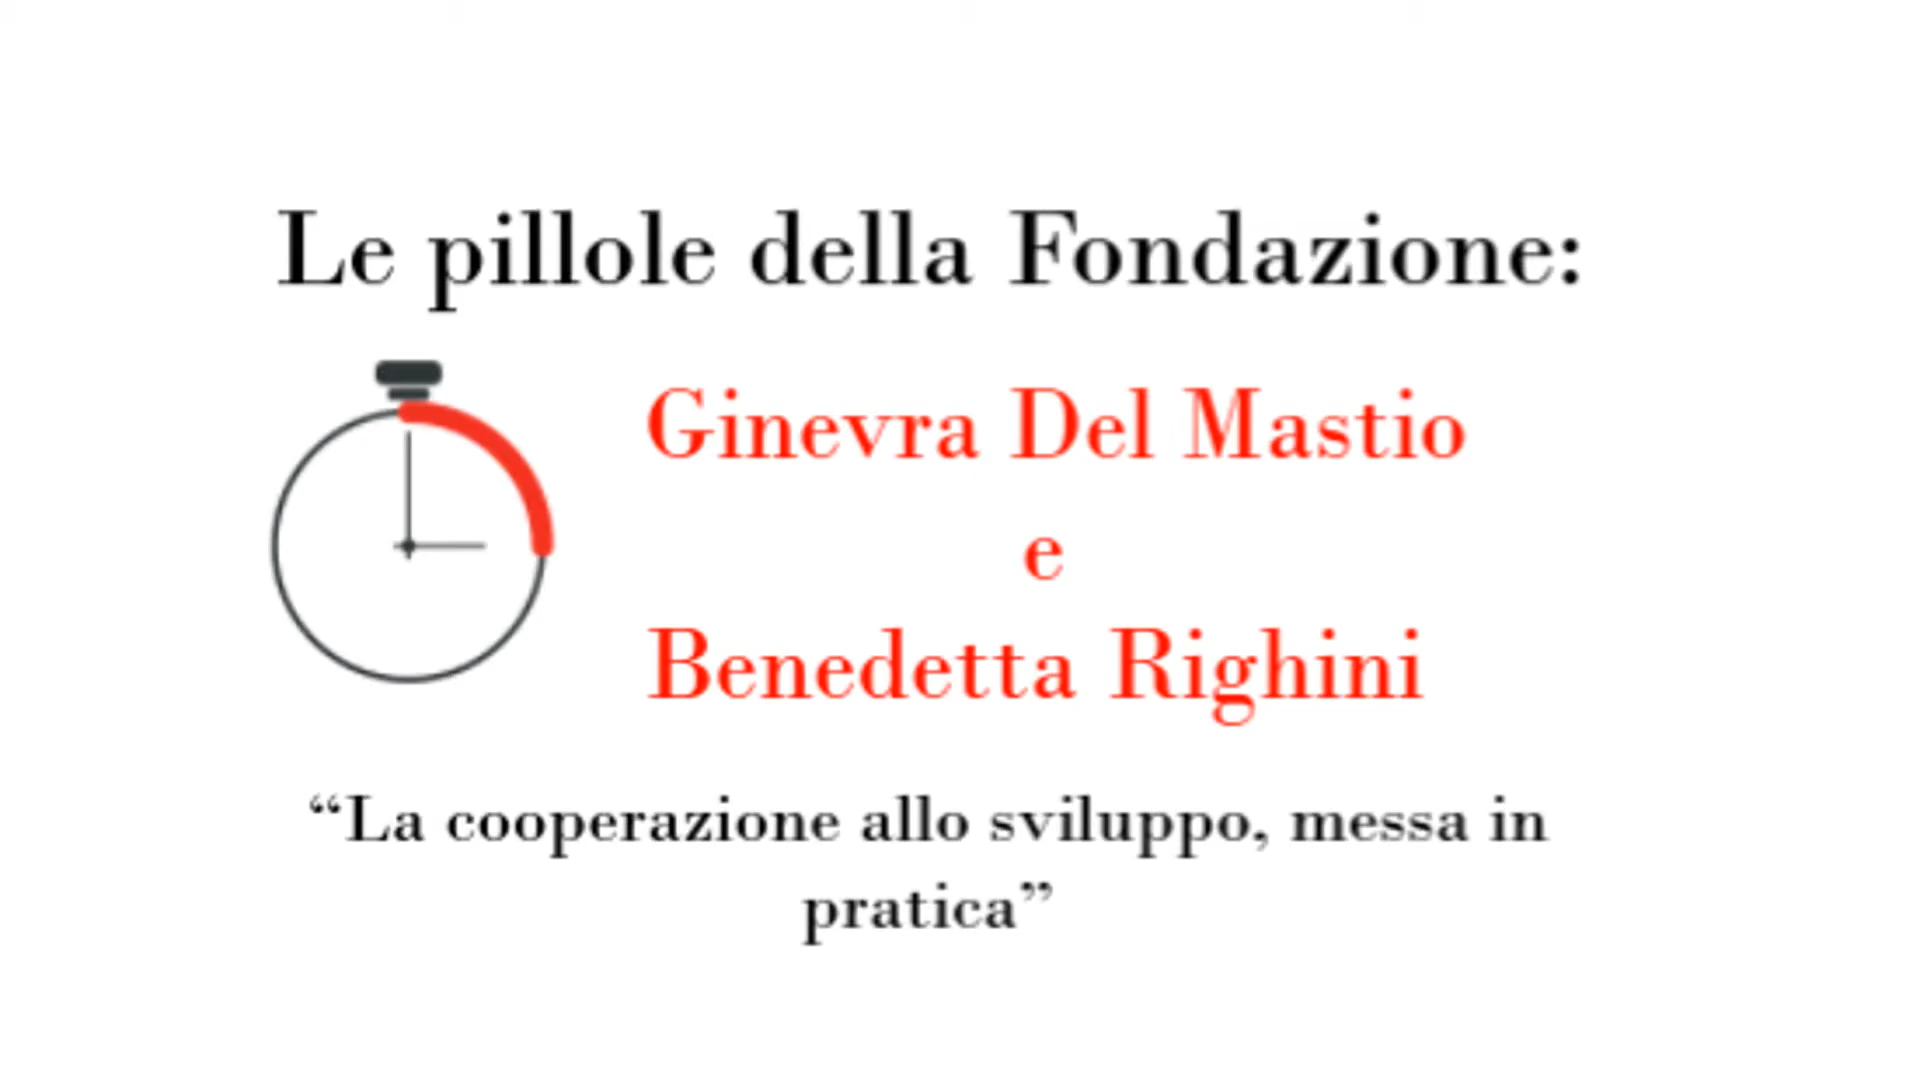 Le pillole della Fondazione:
Ginevra Del Mastio
e
Benedetta Righini
“La cooperazione allo sviluppo, messa in
pratica”